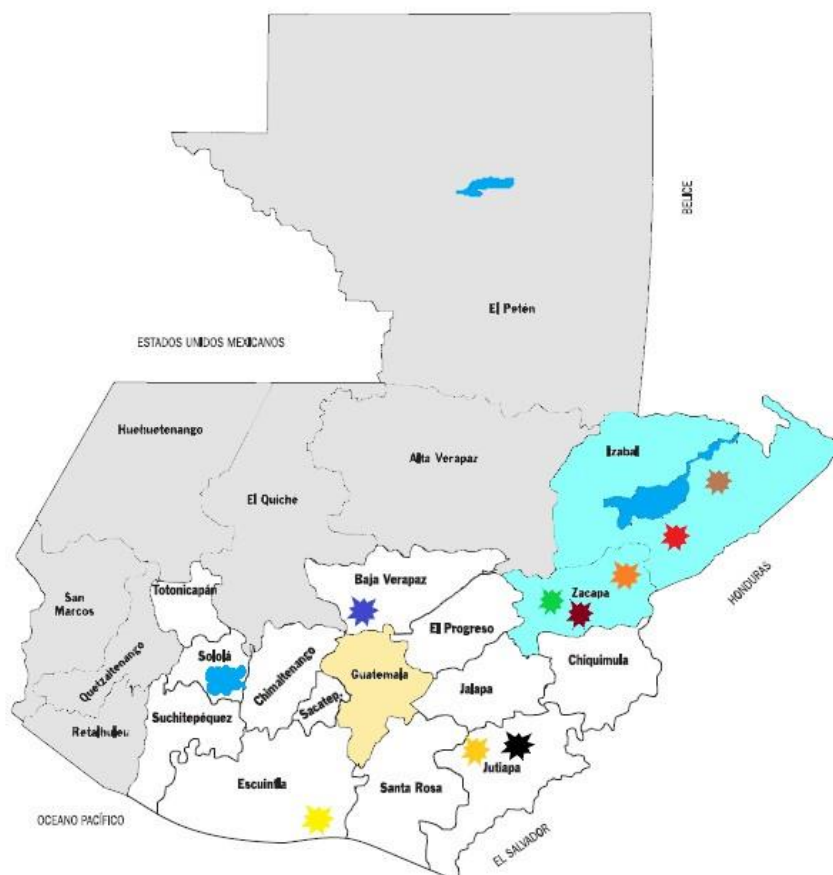 BELICE
El Petén
ESTADOS UNIDOS MEXICANOS
Huehuetenango
Izabal
Alta Verapaz
El Quiche
HONDURAS
Baja Verapaz
Totonicapán
Zacapa
San
Marcos
El Progreso
Sololá
Chiquimula
Quetzaltenango
Chimaltenango
Guatemala
Jalapa
Sacatep.
Suchitepéquez
Retalhuleu
Jutiapa
Escuintla
Santa Rosa
OCEANO PACÍFICO
EL SALVADOR